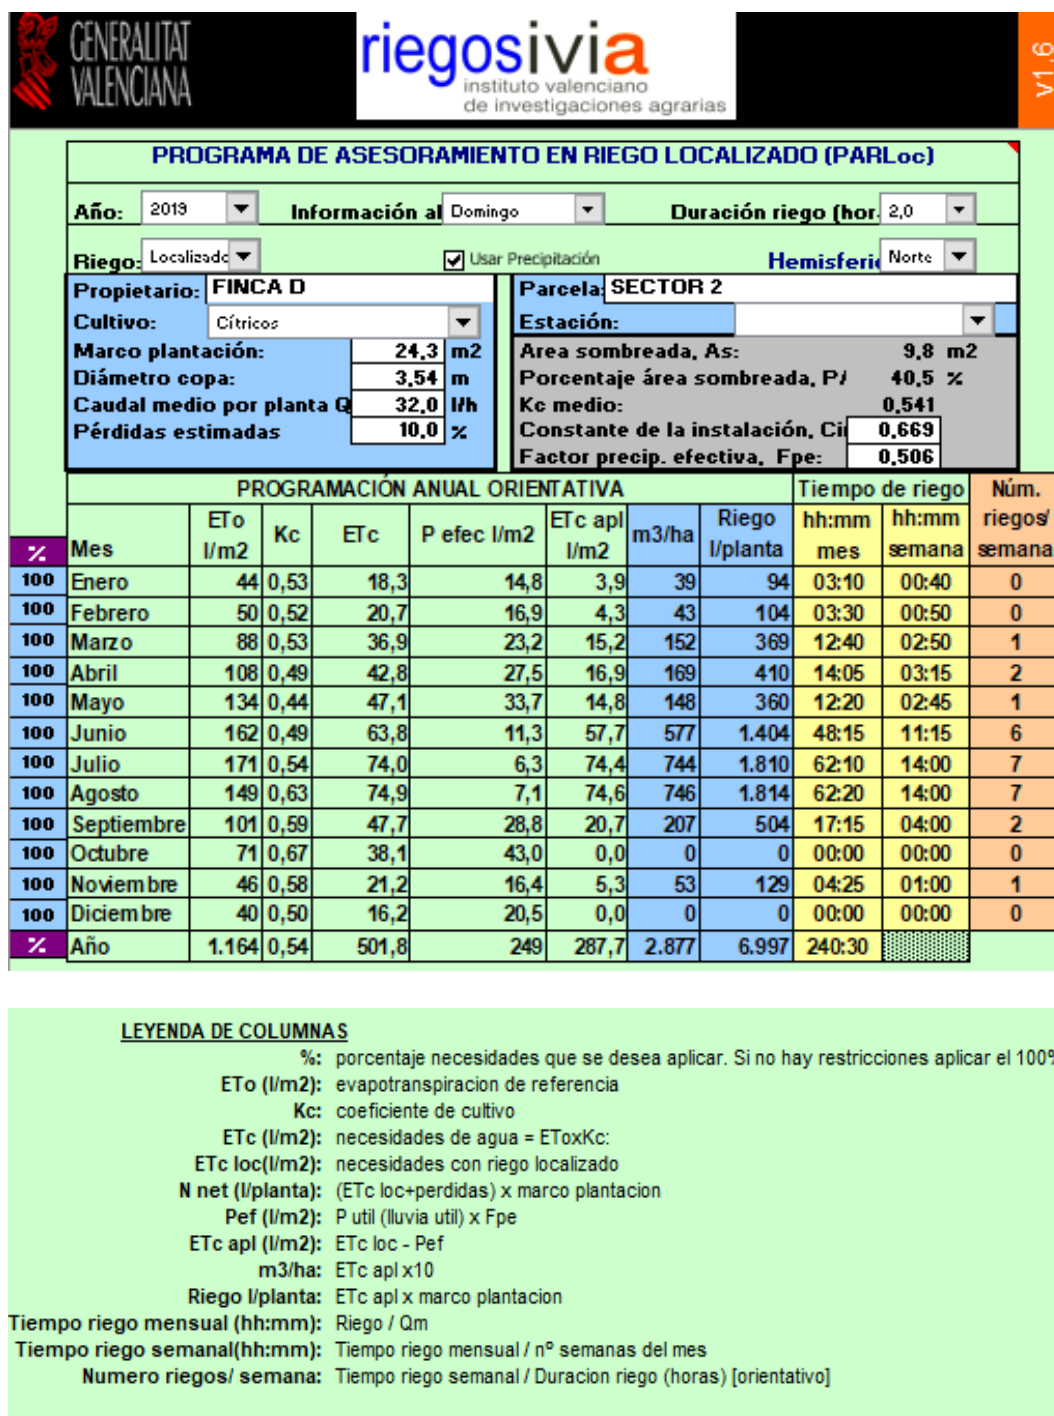 GENERALITAT
VALENCIANA
riegosivia
instituto valenciano
de investigaciones agrarias
v1,6
PROGRAMA DE ASESORAMIENTO EN RIEGO LOCALIZADO (PARLoc)
Año: 2019 Información al Domingo Duración riego (hor. 2,0
Riego: Localizado Usar Precipitación Hemisferio Norte
Propietario: FINCA D Parcela: SECTOR 2
Cultivo: Cítricos Estación:
Marco plantación: 24,3 m2 Area sombreada, As: 9,8 m2
Diámetro copa: 3,54 m Porcentaje área sombreada, PA 40,5 %
Caudal medio por planta Q 32,0 l/h Kc medio: 0,541
Pérdidas estimadas 10,0 % Constante de la instalación, Cin 0,669
Factor precip. efectiva, Fpe: 0,506
PROGRAMACIÓN ANUAL ORIENTATIVA Tiempo de riego Núm.
ETo Kc ETc P efec l/m2 ETc apl m3/ha Riego hh:mm hh:mm riegos/
% Mes l/m2 l/m2 l/planta mes semana semana
100 Enero 44 0,53 18,3 14,8 3,9 39 94 03:10 00:40 0
100 Febrero 50 0,52 20,7 16,9 4,3 43 104 03:30 00:50 0
100 Marzo 88 0,53 36,9 23,2 15,2 152 369 12:40 02:50 1
100 Abril 108 0,49 42,8 27,5 16,9 169 410 14:05 03:15 2
100 Mayo 134 0,44 47,1 33,7 14,8 148 360 12:20 02:45 1
100 Junio 162 0,49 63,8 11,3 57,7 577 1.404 48:15 11:15 6
100 Julio 171 0,54 74,0 6,3 74,4 744 1.810 62:10 14:00 7
100 Agosto 149 0,63 74,9 7,1 74,6 746 1.814 62:20 14:00 7
100 Septiembre 101 0,59 47,7 28,8 20,7 207 504 17:15 04:00 2
100 Octubre 71 0,67 38,1 43,0 0,0 0 0 00:00 00:00 0
100 Noviembre 46 0,58 21,2 16,4 5,3 53 129 04:25 01:00 1
100 Diciembre 40 0,50 16,2 20,5 0,0 0 0 00:00 00:00 0
% Año 1.164 0,54 501,8 249 287,7 2.877 6.997 240:30
LEYENDA DE COLUMNAS
%: porcentaje necesidades que se desea aplicar. Si no hay restricciones aplicar el 100%
ETo (l/m2): evapotranspiracion de referencia
Kc: coeficiente de cultivo
ETc (l/m2): necesidades de agua = EToxKc:
ETc loc(l/m2): necesidades con riego localizado
N net (l/planta): (ETc loc+perdidas) x marco plantacion
Pef (l/m2): P util (lluvia util) x Fpe
ETc apl (l/m2): ETc loc - Pef
m3/ha: ETc apl x10
Riego l/planta: ETc apl x marco plantacion
Tiempo riego mensual (hh:mm): Riego / Qm
Tiempo riego semanal(hh:mm): Tiempo riego mensual / nº semanas del mes
Numero riegos/ semana: Tiempo riego semanal / Duracion riego (horas) [orientativo]